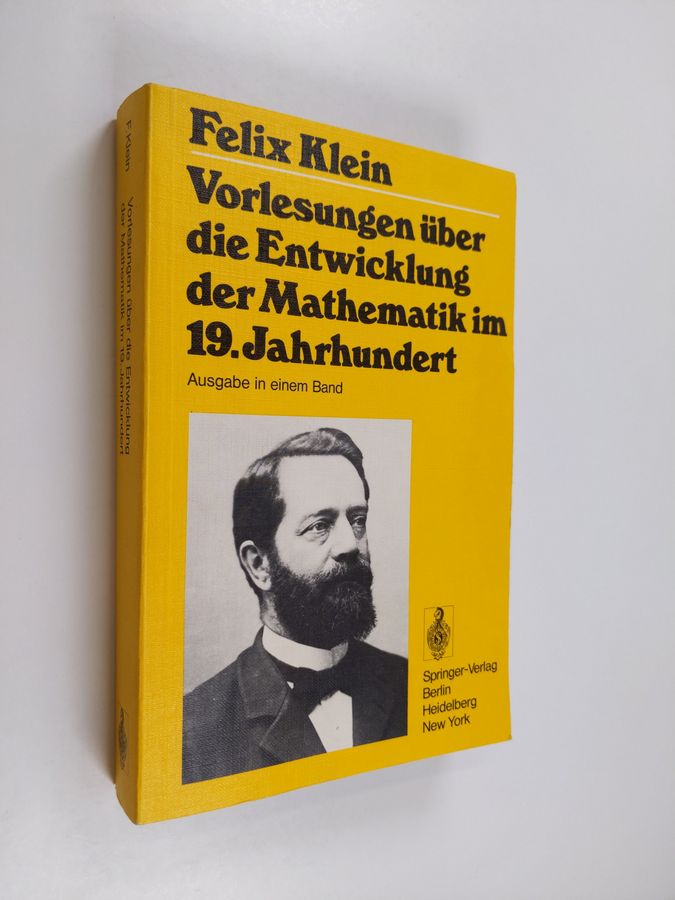 Felix Klein
Vorlesungen über
die Entwicklung
der Mathematik im
19. Jahrhundert
Ausgabe in einem Band
Springer-Verlag
Berlin
Heidelberg
New York
F. Klein Vorlesungen über die Entwicklung
der Mathematik im 19. Jahrhundert